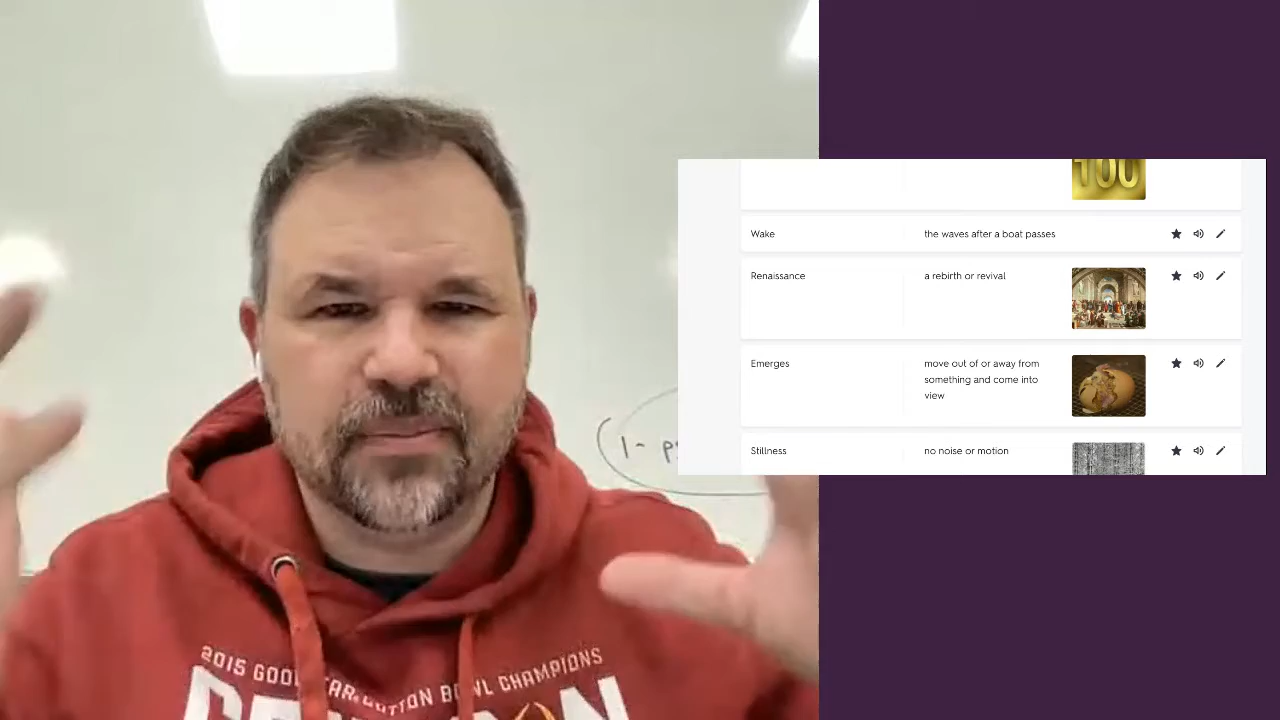 100
Wake
the waves after a boat passes
Renaissance
a rebirth or revival
Emerges
move out of or away from
something and come into
view
Stillness
no noise or motion
1-
2015 GOODYEAR COTTON BOWL CHAMPIONS